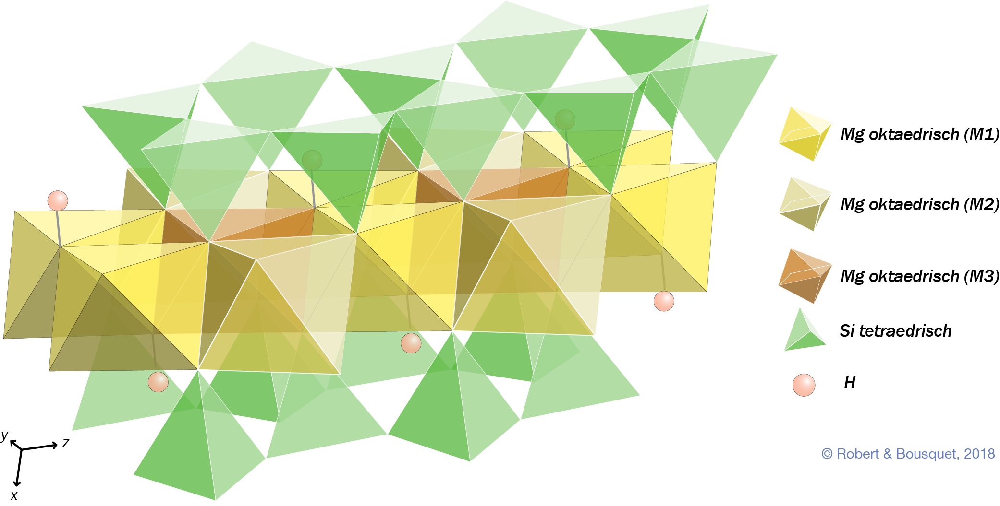 Mg oktaedrisch (M1)
Mg oktaedrisch (M2)
Mg oktaedrisch (M3)
Si tetraedrisch
H
y
z
x
© Robert & Bousquet, 2018